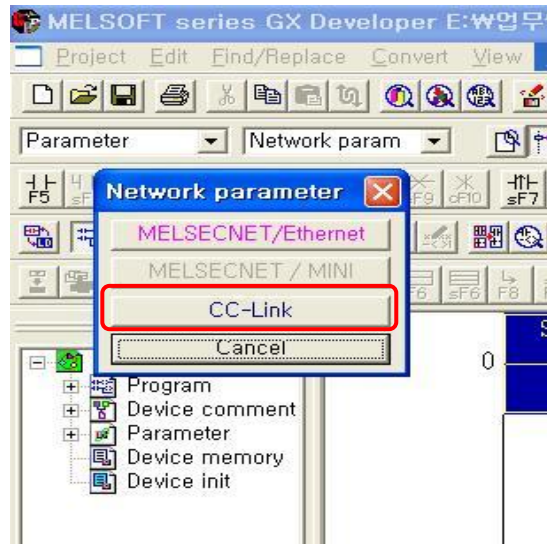 MELSOFT series GX Developer E:₩업무
Project Edit Find/Replace Convert View
Parameter Network param
F5 sF F9 cF10 sF7
Network parameter
MELSECNET/Ethernet
MELSECNET / MINI
F6 sF6 F8
CC-Link
Cancel
0
Program
Device comment
Parameter
Device memory
Device init